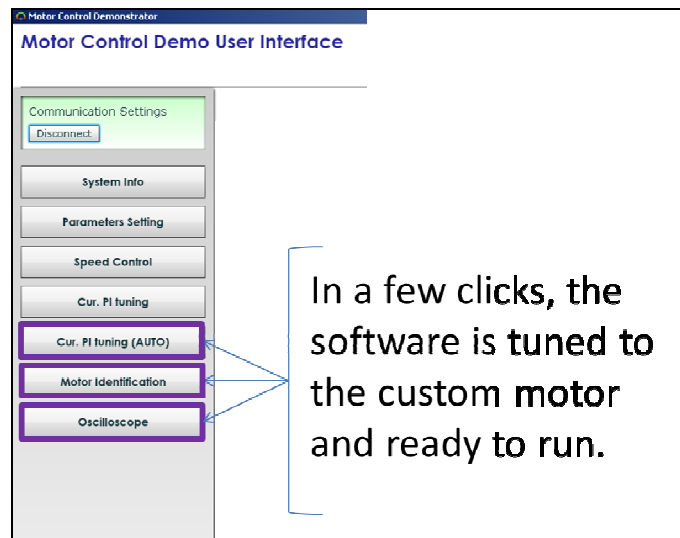 Motor Control Demonstrator
Motor Control Demo User Interface
Communication Settings
Disconnect
System Info
Parameters Setting
Speed Control
Cur. PI tuning
Cur. PI tuning (AUTO)
Motor Identification
Oscilloscope
In a few clicks, the
software is tuned to
the custom motor
and ready to run.